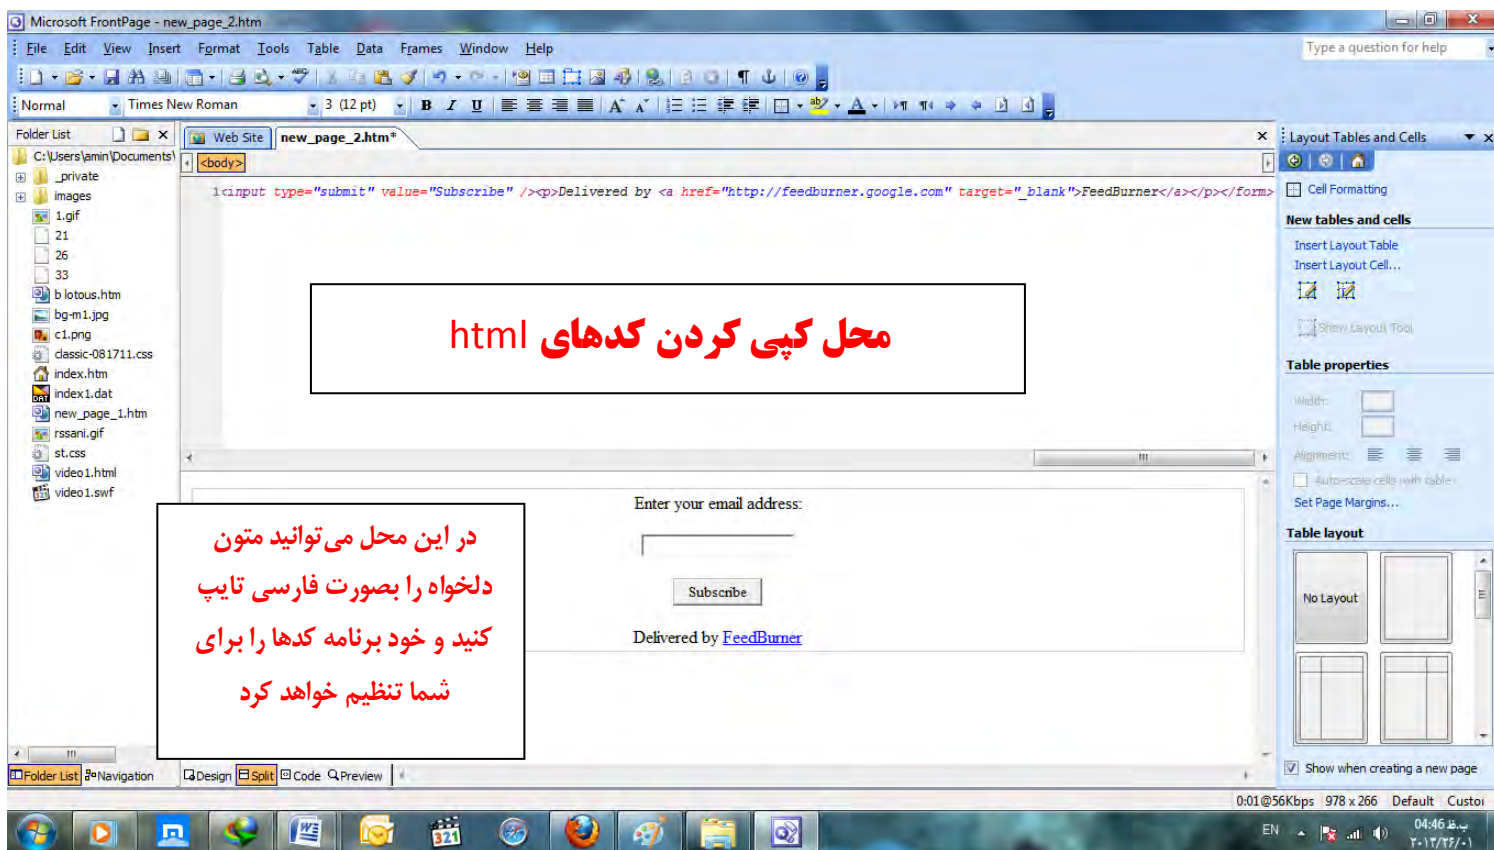 Microsoft FrontPage - new_page_2.htm
File Edit View Insert Format Tools Table Data Frames Window Help
Type a question for help
Normal Times New Roman 3 (12 pt)
Folder List
C:\Users\amin\Documents\
_private
images
1.gif
21
26
33
b lotous.htm
bg-m1.jpg
c1.png
classic-081711.css
index.htm
index1.dat
new_page_1.htm
rssani.gif
st.css
video1.html
video1.swf
Web Site new_page_2.htm*
<body>
1<input type="submit" value="Subscribe" /><p>Delivered by <a href="http://feedburner.google.com" target="_blank">FeedBurner</a></p></form>
محل کپی کردن کدهای html
Enter your email address:
Subscribe
Delivered by FeedBurner
در این محل می‌توانید متون
دلخواه را بصورت فارسی تایپ
کنید و خود برنامه کدها را برای
شما تنظیم خواهد کرد
Layout Tables and Cells
Cell Formatting
New tables and cells
Insert Layout Table
Insert Layout Cell...
Show Layout Tool
Table properties
Width:
Height:
Alignment:
Autoscale cells with table
Set Page Margins...
Table layout
No Layout
Show when creating a new page
Folder List Navigation
Design Split Code Preview
0:01@56Kbps 978 x 266 Default Custor
EN
04:46 ب.ظ